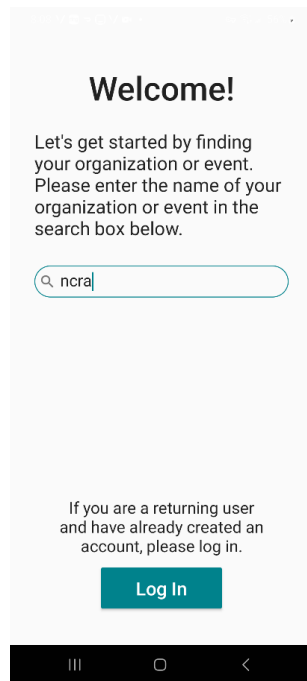 Welcome!
Let's get started by finding
your organization or event.
Please enter the name of your
organization or event in the
search box below.
ncra
If you are a returning user
and have already created an
account, please log in.
Log In